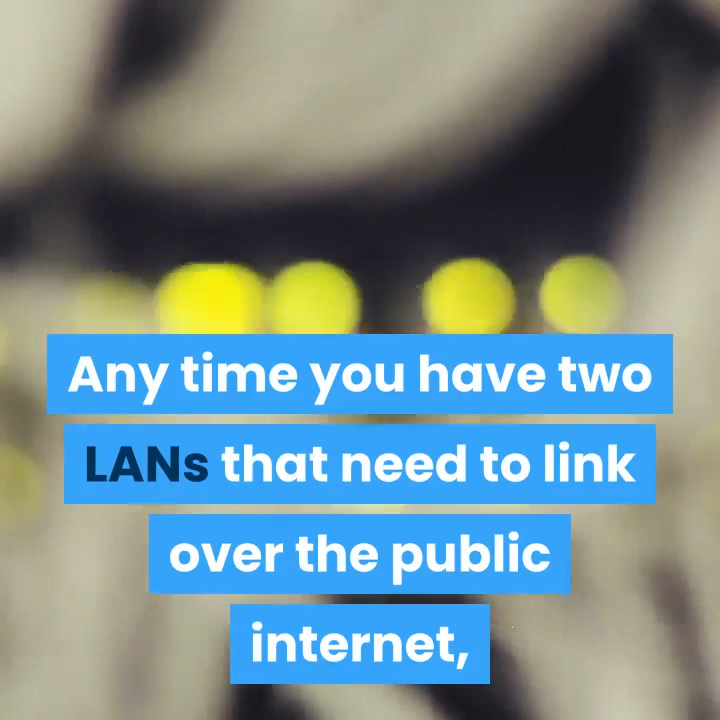 Any time you have two
LANs that need to link
over the public
internet,